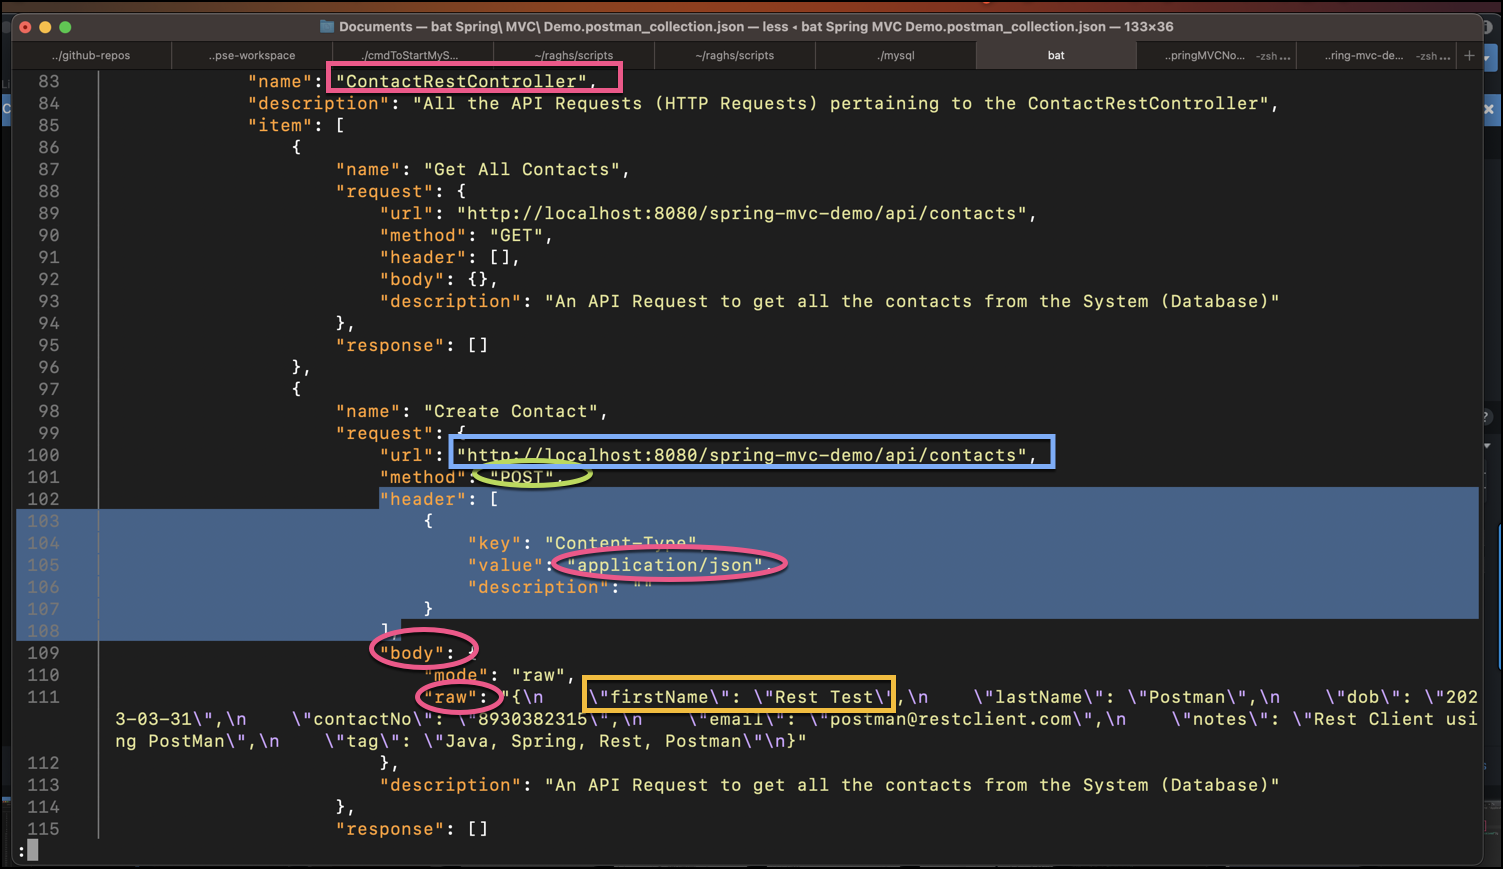 Documents — bat Spring\ MVC\ Demo.postman_collection.json — less ◂ bat Spring MVC Demo.postman_collection.json — 133×36
../github-repos ..pse-workspace ./cmdToStartMyS... ~/raghs/scripts ~/raghs/scripts ./mysql bat ..pringMVCNo... -zsh ... ..ring-mvc-de... -zsh ... +
83 "name": "ContactRestController",
84 "description": "All the API Requests (HTTP Requests) pertaining to the ContactRestController",
85 "item": [
86 {
87 "name": "Get All Contacts",
88 "request": {
89 "url": "http://localhost:8080/spring-mvc-demo/api/contacts",
90 "method": "GET",
91 "header": [],
92 "body": {},
93 "description": "An API Request to get all the contacts from the System (Database)"
94 },
95 "response": []
96 },
97 {
98 "name": "Create Contact",
99 "request": {
100 "url": "http://localhost:8080/spring-mvc-demo/api/contacts",
101 "method": "POST",
102 "header": [
103 {
104 "key": "Content-Type",
105 "value": "application/json",
106 "description": ""
107 }
108 ],
109 "body": {
110 "mode": "raw",
111 "raw": "{\n    \"firstName\": \"Rest Test\",\n    \"lastName\": \"Postman\",\n    \"dob\": \"202
3-03-31\",\n    \"contactNo\": \"8930382315\",\n    \"email\": \"postman@restclient.com\",\n    \"notes\": \"Rest Client usi
ng PostMan\",\n    \"tag\": \"Java, Spring, Rest, Postman\"\n}"
112 },
113 "description": "An API Request to get all the contacts from the System (Database)"
114 },
115 "response": []
: